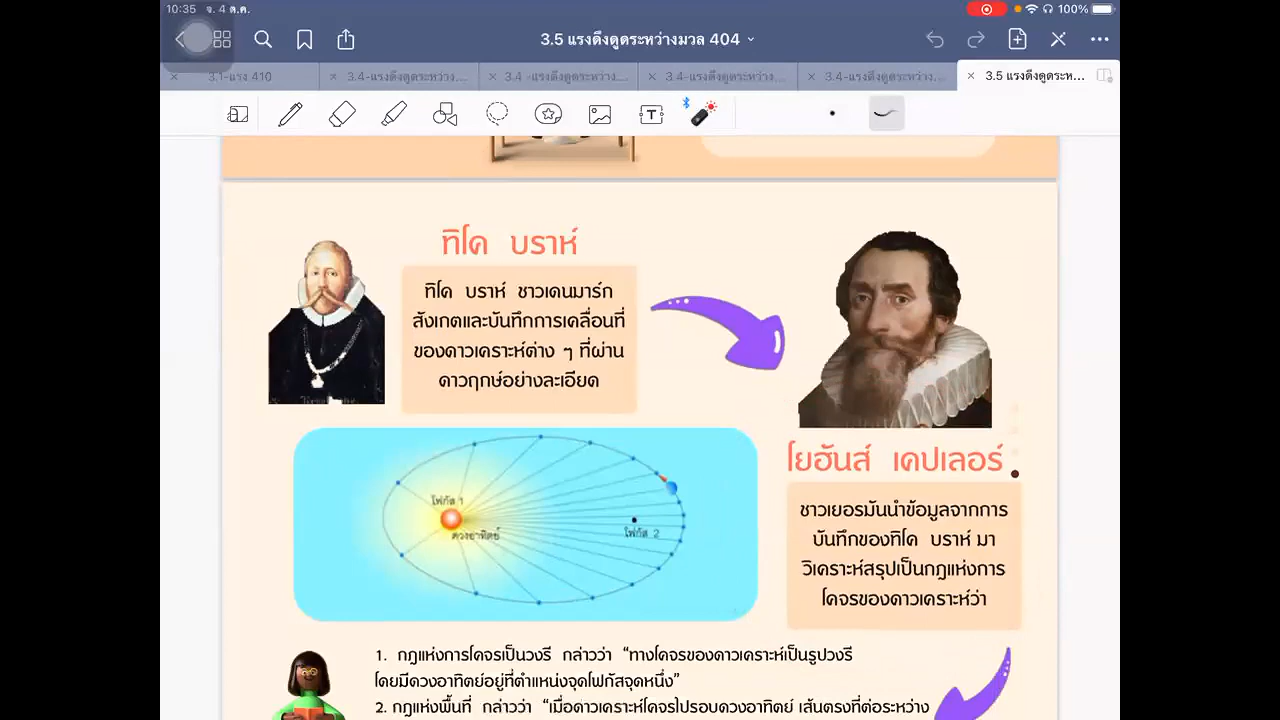 10:35 จ. 4 ต.ค.
100%
3.5 แรงดึงดูดระหว่างมวล 404
3.1-แรง 410
3.4-แรงดึงดูดระหว่าง...
3.4 -แรงดึงดูดระหว่าง...
3.4-แรงดึงดูดระหว่าง...
3.4-แรงดึงดูดระหว่าง...
3.5 แรงดึงดูดระห...
ทิโค บราห์
ทิโค บราห์ ชาวเดนมาร์ก
สังเกตและบันทึกการเคลื่อนที่
ของดาวเคราะห์ต่าง ๆ ที่ผ่าน
ดาวฤกษ์อย่างละเอียด
โฟกัส 1
ดวงอาทิตย์
โฟกัส 2
โยฮันส์ เคปเลอร์
ชาวเยอรมันนำข้อมูลจากการ
บันทึกของทิโค บราห์ มา
วิเคราะห์สรุปเป็นกฎแห่งการ
โคจรของดาวเคราะห์ว่า
1. กฎแห่งการโคจรเป็นวงรี กล่าวว่า “ทางโคจรของดาวเคราะห์เป็นรูปวงรี
โดยมีดวงอาทิตย์อยู่ที่ตำแหน่งจุดโฟกัสจุดหนึ่ง”
2. กฎแห่งพื้นที่ กล่าวว่า “เมื่อดาวเคราะห์โคจรไปรอบดวงอาทิตย์ เส้นตรงที่ต่อระหว่าง